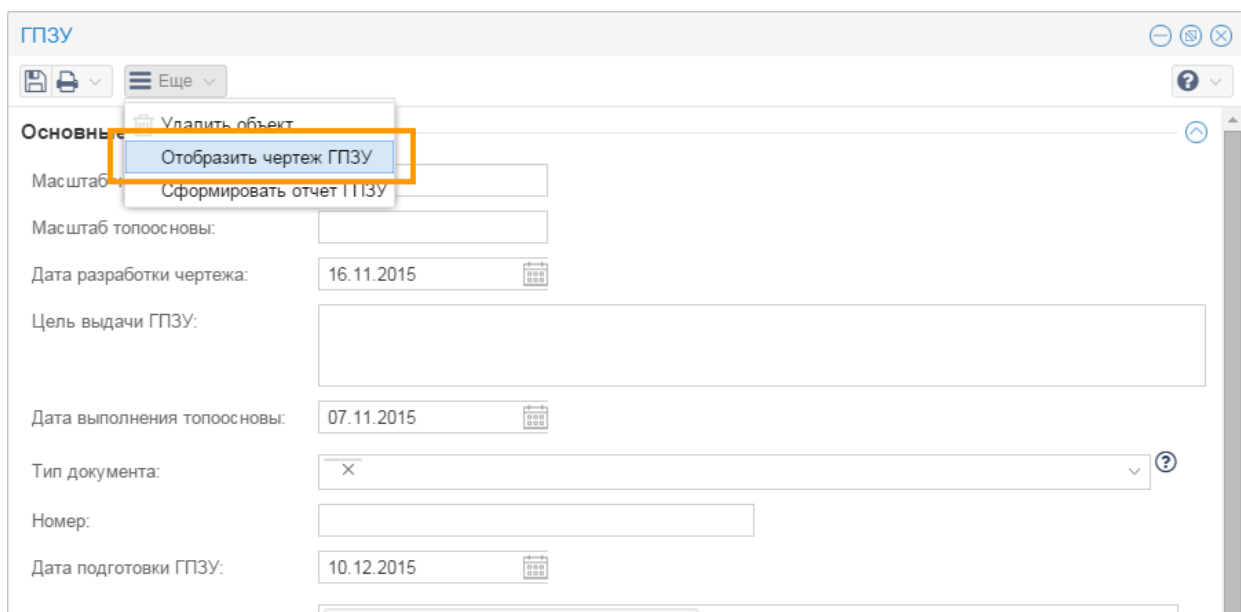 ГПЗУ
Еще
Удалить объект
Основные
Отобразить чертеж ГПЗУ
Масштаб
Сформировать отчет ГПЗУ
Масштаб топоосновы:
Дата разработки чертежа: 16.11.2015
Цель выдачи ГПЗУ:
Дата выполнения топоосновы: 07.11.2015
Тип документа:
Номер:
Дата подготовки ГПЗУ: 10.12.2015